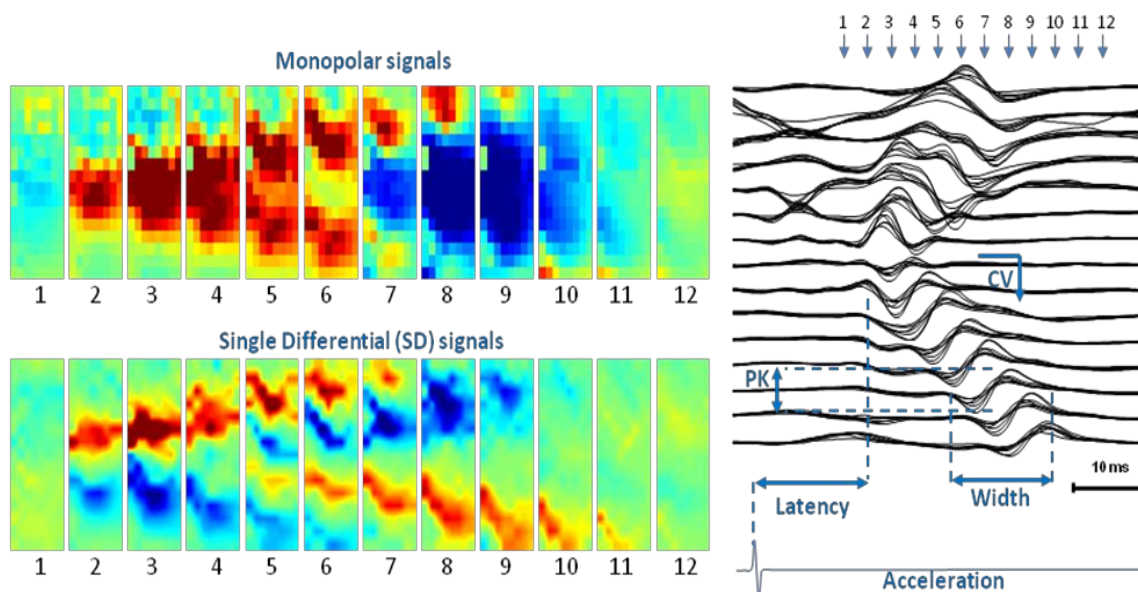 Monopolar signals
1 2 3 4 5 6 7 8 9 10 11 12
Single Differential (SD) signals
1 2 3 4 5 6 7 8 9 10 11 12
1 2 3 4 5 6 7 8 9 10 11 12
CV
PK
10 ms
Latency
Width
Acceleration